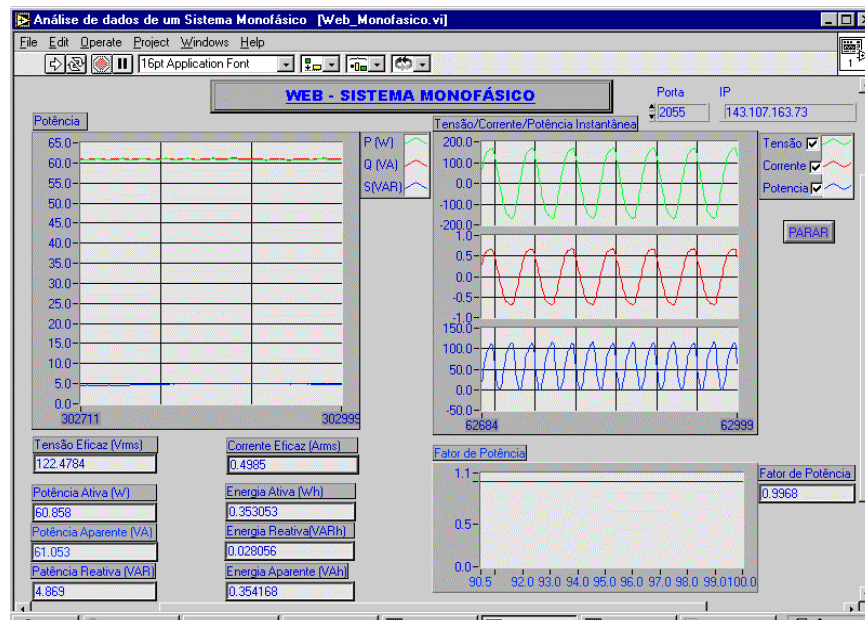 Análise de dados de um Sistema Monofásico [Web_Monofasico.vi]
File Edit Operate Project Windows Help
16pt Application Font
1
WEB - SISTEMA MONOFÁSICO
Porta IP
2055 143.107.163.73
Potência
65.0
60.0
55.0
50.0
45.0
40.0
35.0
30.0
25.0
20.0
15.0
10.0
5.0
0.0
302711 302999
P (W)
Q (VA)
S(VAR)
Tensão/Corrente/Potência Instantânea
200.0
100.0
0.0
-100.0
-200.0
1.0
0.5
0.0
-0.5
-1.0
150.0
100.0
50.0
0.0
-50.0
62684 62999
Tensão
Corrente
Potencia
PARAR
Tensão Eficaz (Vrms)
122.4784
Corrente Eficaz (Arms)
0.4985
Potência Ativa (W)
60.858
Energia Ativa (Wh)
0.353053
Potência Aparente (VA)
61.053
Energia Reativa(VARh)
0.028056
Patência Reativa (VAR)
4.869
Energia Aparente (VAh)
0.354168
Fator de Potência
1.1
0.5
0.0
90.5 92.0 93.0 94.0 95.0 96.0 97.0 98.0 99.0 100.0
Fator de Potência
0.9968